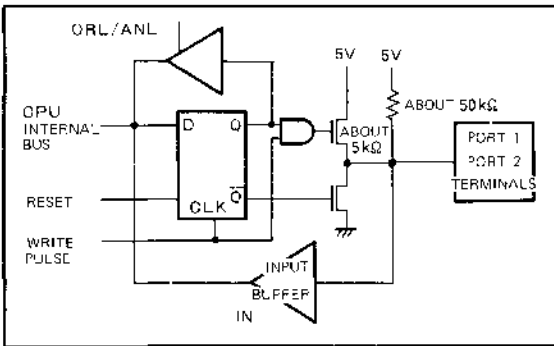 ORL/ANL
5V
5V
CPU
INTERNAL
BUS
D
Q
ABOUT 50kΩ
ABOUT
5kΩ
PORT 1
PORT 2
TERMINALS
RESET
Q
CLK
WRITE
PULSE
INPUT
BUFFER
IN